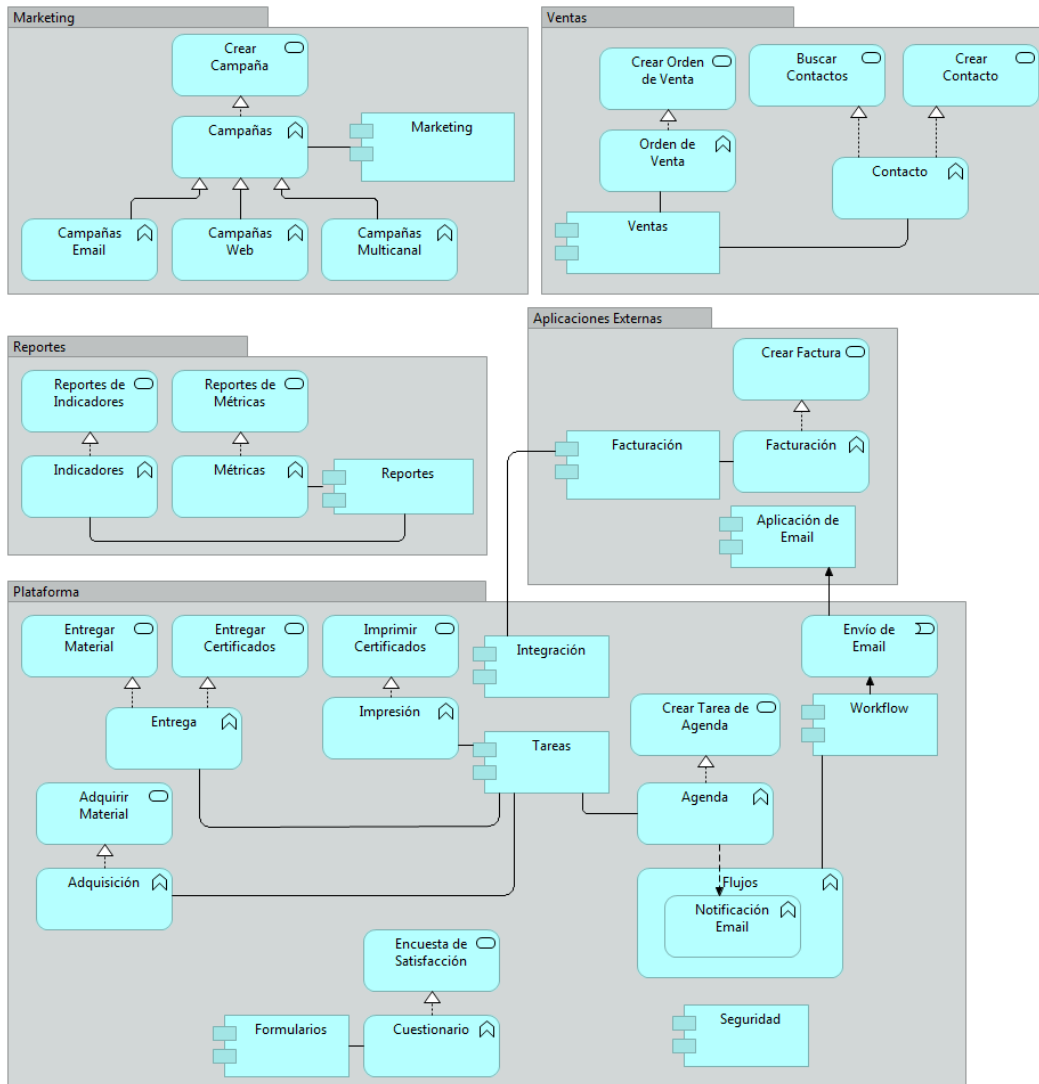 Marketing
Crear
Campaña
Campañas
Marketing
Campañas
Email
Campañas
Web
Campañas
Multicanal
Ventas
Crear Orden
de Venta
Buscar
Contactos
Crear
Contacto
Orden de
Venta
Contacto
Ventas
Reportes
Reportes de
Indicadores
Reportes de
Métricas
Indicadores
Métricas
Reportes
Aplicaciones Externas
Crear Factura
Facturación
Facturación
Aplicación de
Email
Plataforma
Entregar
Material
Entregar
Certificados
Imprimir
Certificados
Integración
Envío de
Email
Entrega
Impresión
Tareas
Crear Tarea de
Agenda
Workflow
Adquirir
Material
Agenda
Adquisición
Flujos
Notificación
Email
Encuesta de
Satisfacción
Formularios
Cuestionario
Seguridad